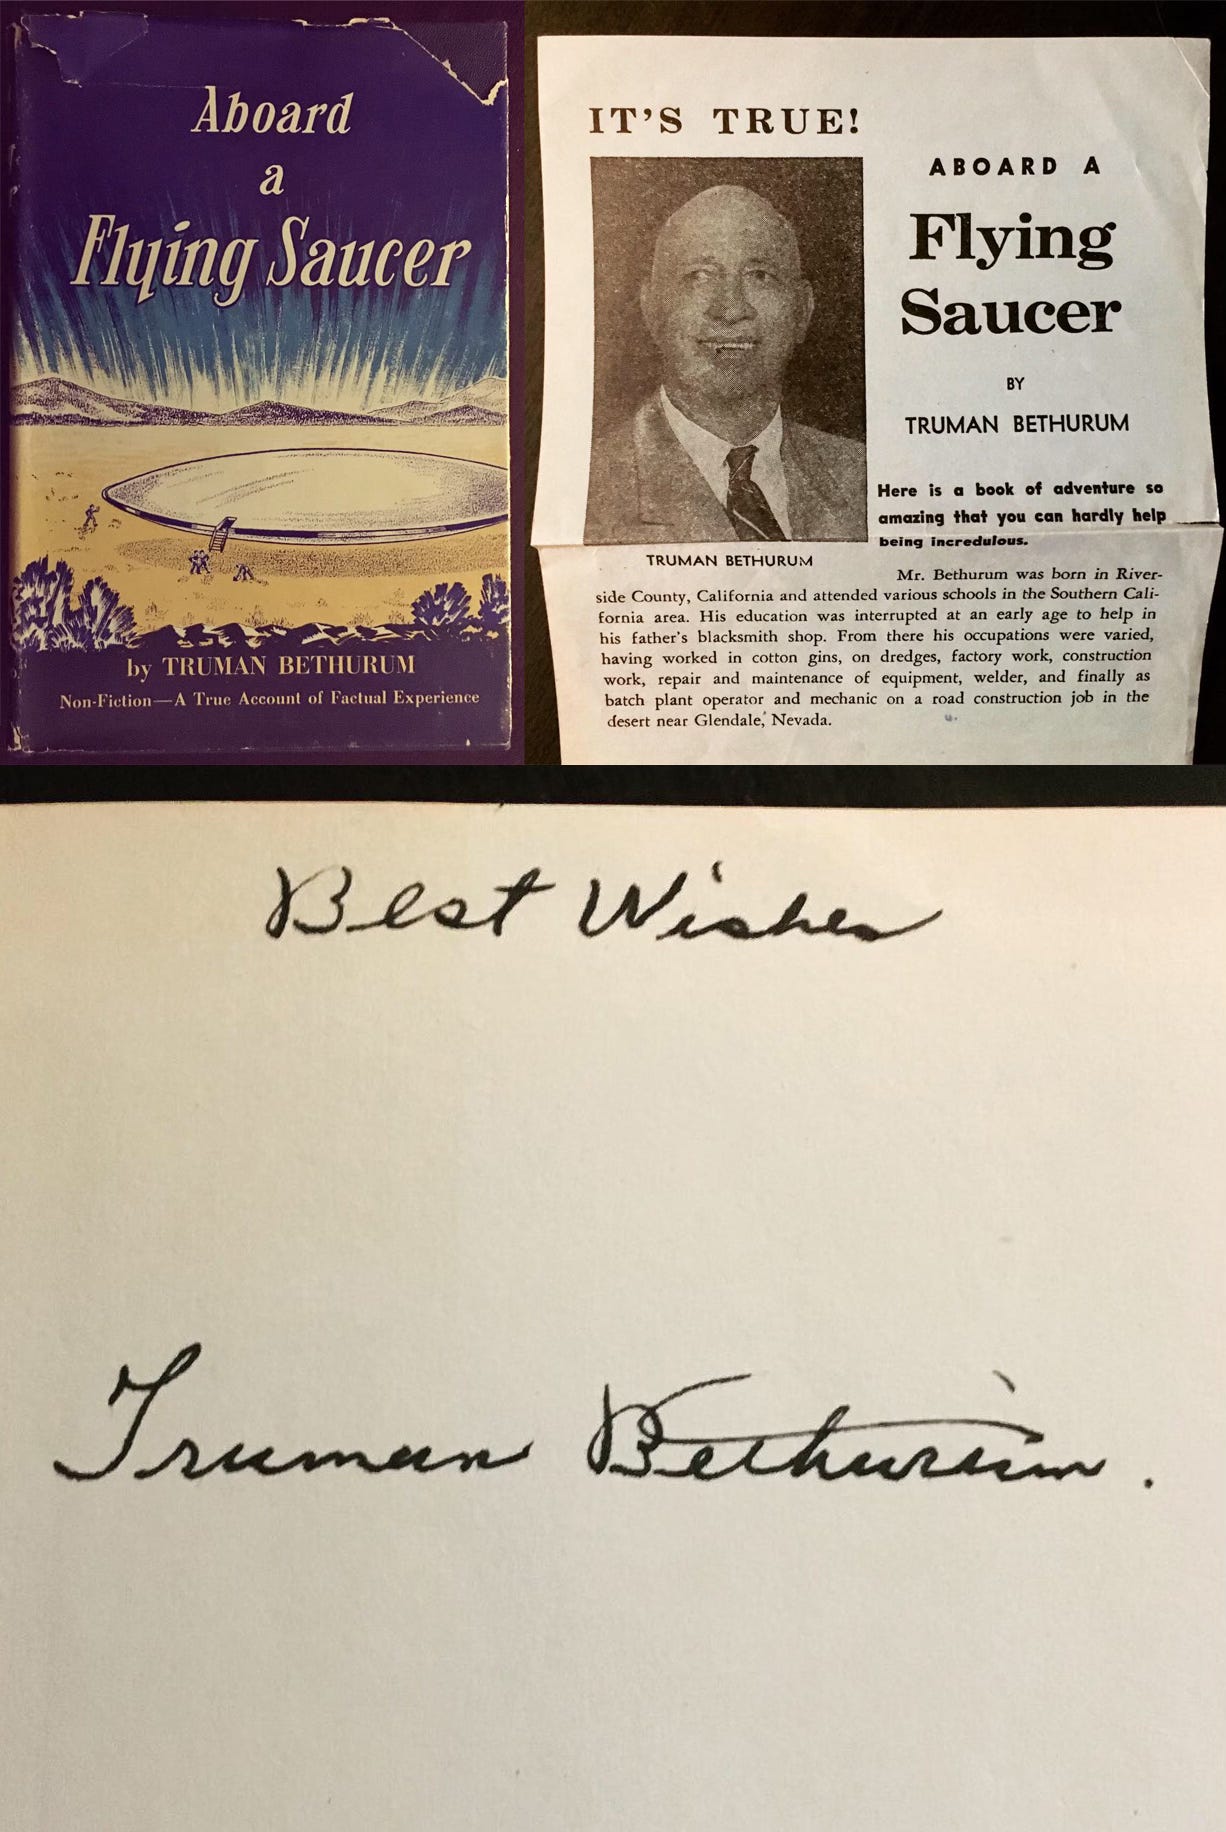 Aboard
a
Flying Saucer
by TRUMAN BETHURUM
Non-Fiction—A True Account of Factual Experience
IT'S TRUE!
ABOARD A
Flying
Saucer
BY
TRUMAN BETHURUM
Here is a book of adventure so
amazing that you can hardly help
being incredulous.
TRUMAN BETHURUM
Mr. Bethurum was born in River-
side County, California and attended various schools in the Southern Cali-
fornia area. His education was interrupted at an early age to help in
his father's blacksmith shop. From there his occupations were varied,
having worked in cotton gins, on dredges, factory work, construction
work, repair and maintenance of equipment, welder, and finally as
batch plant operator and mechanic on a road construction job in the
desert near Glendale, Nevada.
Best Wishes
Truman Bethurum.